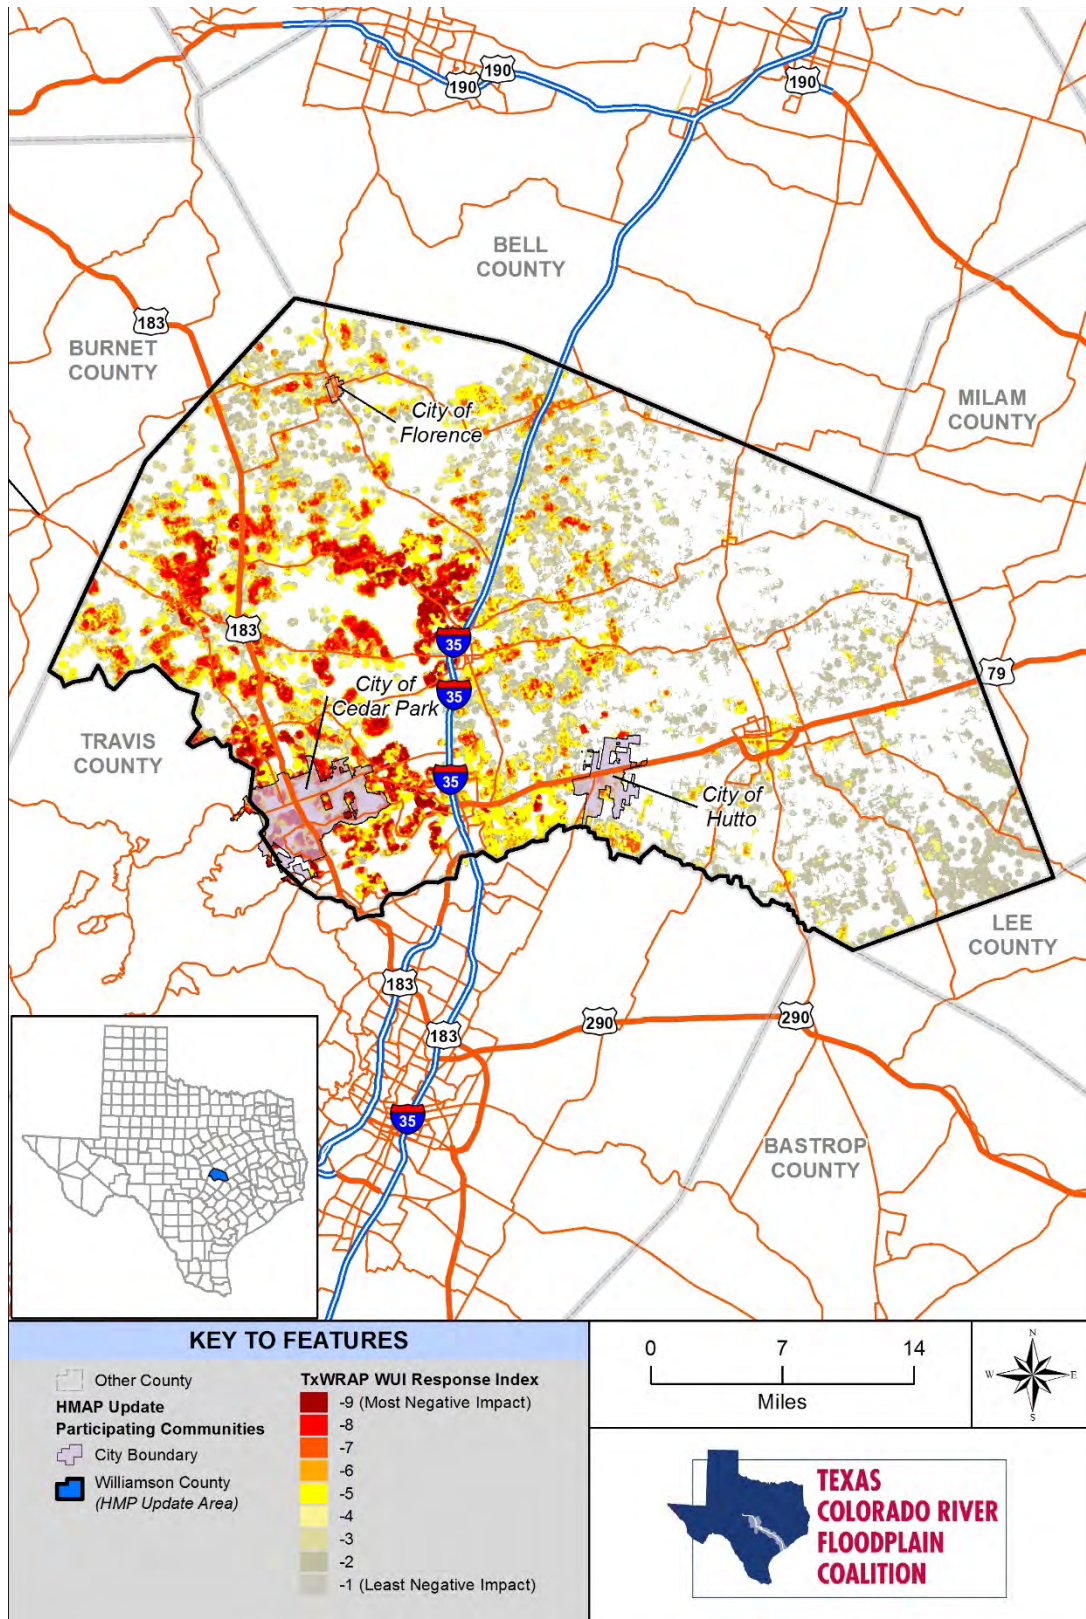 190
190
190
BELL
COUNTY
183
BURNET
COUNTY
MILAM
COUNTY
City of
Florence
183
35
35
79
City of
Cedar Park
TRAVIS
COUNTY
35
City of
Hutto
LEE
COUNTY
183
183
290
290
35
BASTROP
COUNTY
KEY TO FEATURES
Other County
HMAP Update
Participating Communities
City Boundary
Williamson County
(HMP Update Area)
TxWRAP WUI Response Index
-9 (Most Negative Impact)
-8
-7
-6
-5
-4
-3
-2
-1 (Least Negative Impact)
0 7 14
Miles
N
W E
S
TEXAS
COLORADO RIVER
FLOODPLAIN
COALITION